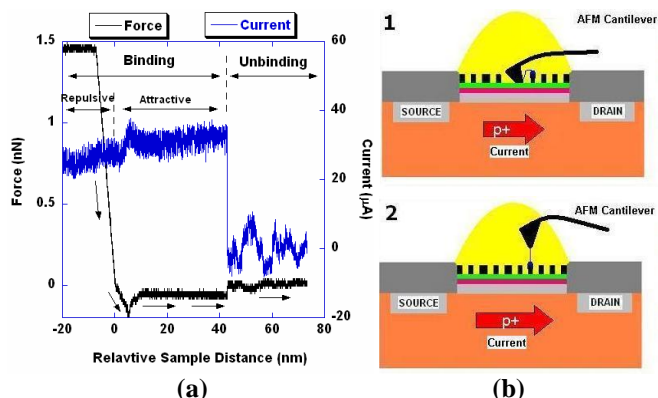 Force Current
1.5
1
0.5
0
Force (nN)
60
40
20
0
-20
Current (μA)
Binding
Unbinding
Repulsive
Attractive
-20 0 20 40 60 80
Relavtive Sample Distance (nm)
(a)
1
AFM Cantilever
SOURCE
DRAIN
p+
Current
2
AFM Cantilever
SOURCE
DRAIN
p+
Current
(b)